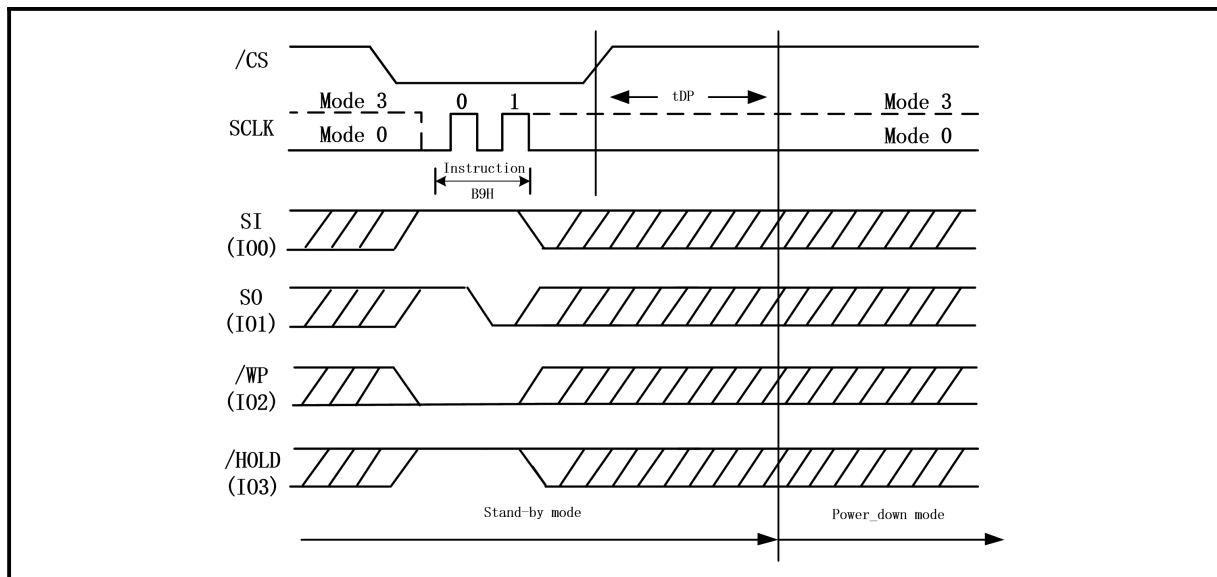 /CS
tDP
Mode 3 0 1 Mode 3
SCLK
Mode 0 Mode 0
Instruction
B9H
SI
(IO0)
SO
(IO1)
/WP
(IO2)
/HOLD
(IO3)
Stand-by mode Power_down mode